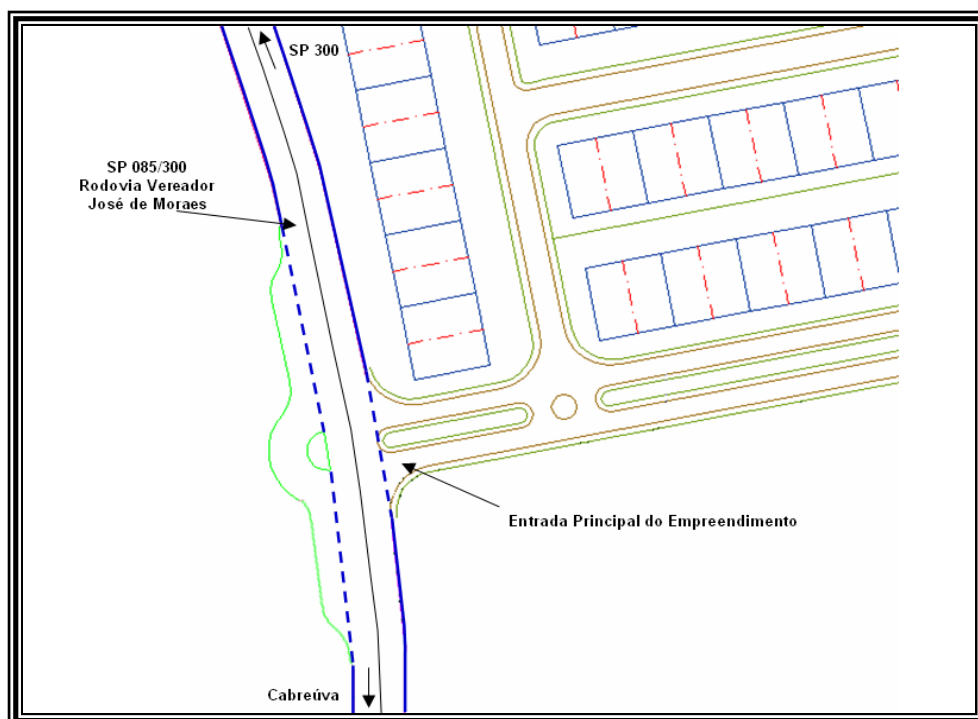 SP 300
SP 085/300
Rodovia Vereador
José de Moraes
Entrada Principal do Empreendimento
Cabreúva